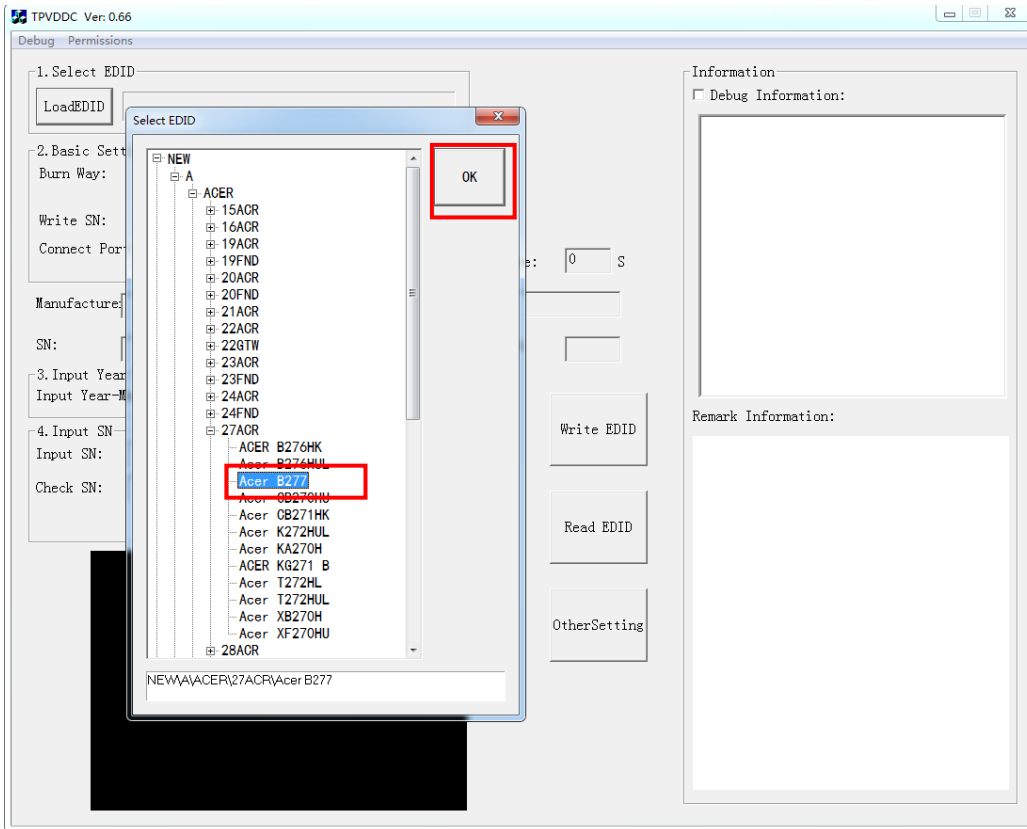 TPVDDC Ver: 0.66
Debug Permissions
1. Select EDID
LoadEDID
Select EDID
NEW
A
ACER
15ACR
16ACR
19ACR
19FND
20ACR
20FND
21ACR
22ACR
22GTW
23ACR
23FND
24ACR
24FND
27ACR
ACER B276HK
Acer B276HUL
Acer B277
Acer CB270HU
Acer CB271HK
Acer K272HUL
Acer KA270H
ACER KG271 B
Acer T272HL
Acer T272HUL
Acer XB270H
Acer XF270HU
28ACR
NEW\A\ACER\27ACR\Acer B277
OK
2. Basic Sett
Burn Way:
Write SN:
Connect Por
e: 0 S
Manufacture
SN:
3. Input Year
Input Year-M
4. Input SN
Input SN:
Check SN:
Write EDID
Read EDID
OtherSetting
Information
Debug Information:
Remark Information: